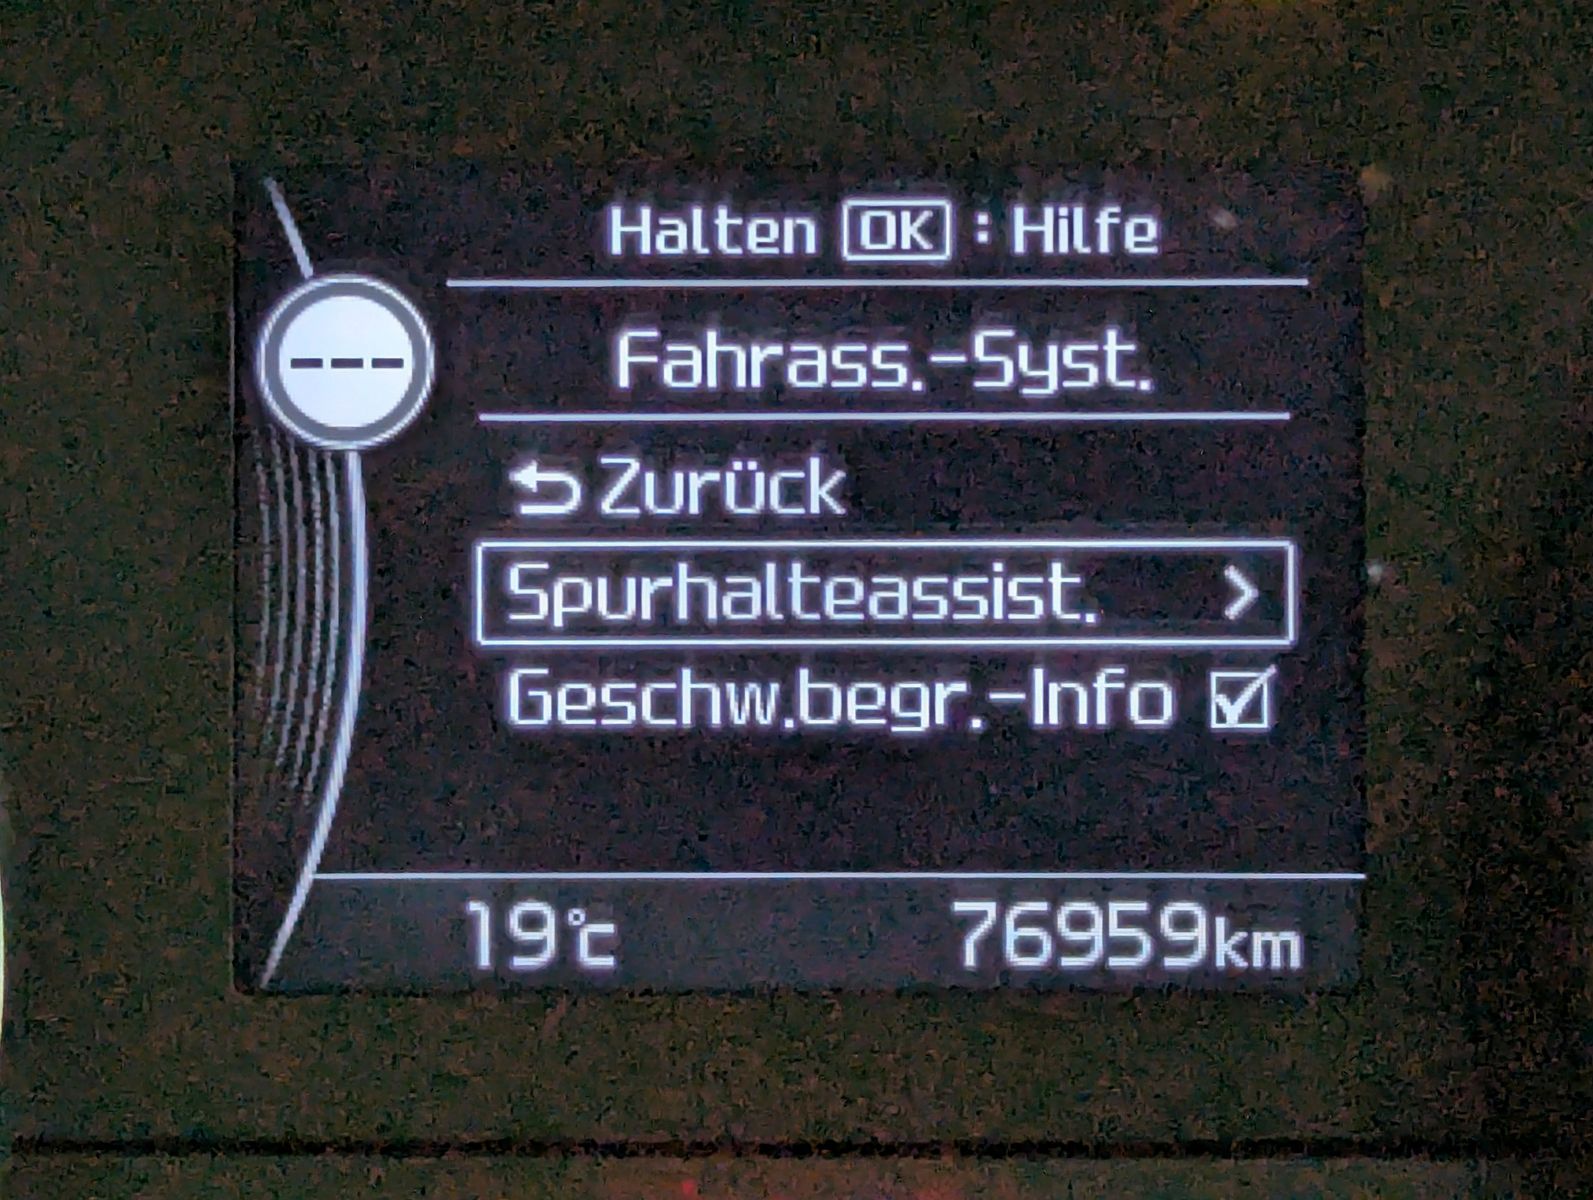 Halten OK : Hilfe
---
Fahrass.-Syst.
Zurück
Spurhalteassist. >
Geschw.begr.-Info
19°C 76959km